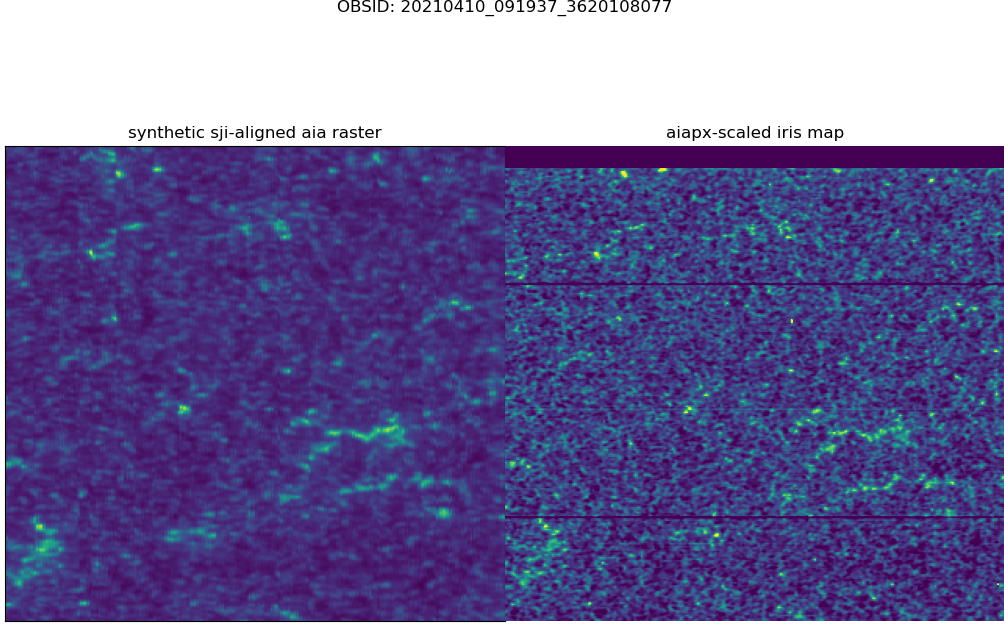 OBSID: 20210410_091937_3620108077
synthetic sji-aligned aia raster
aiapx-scaled iris map